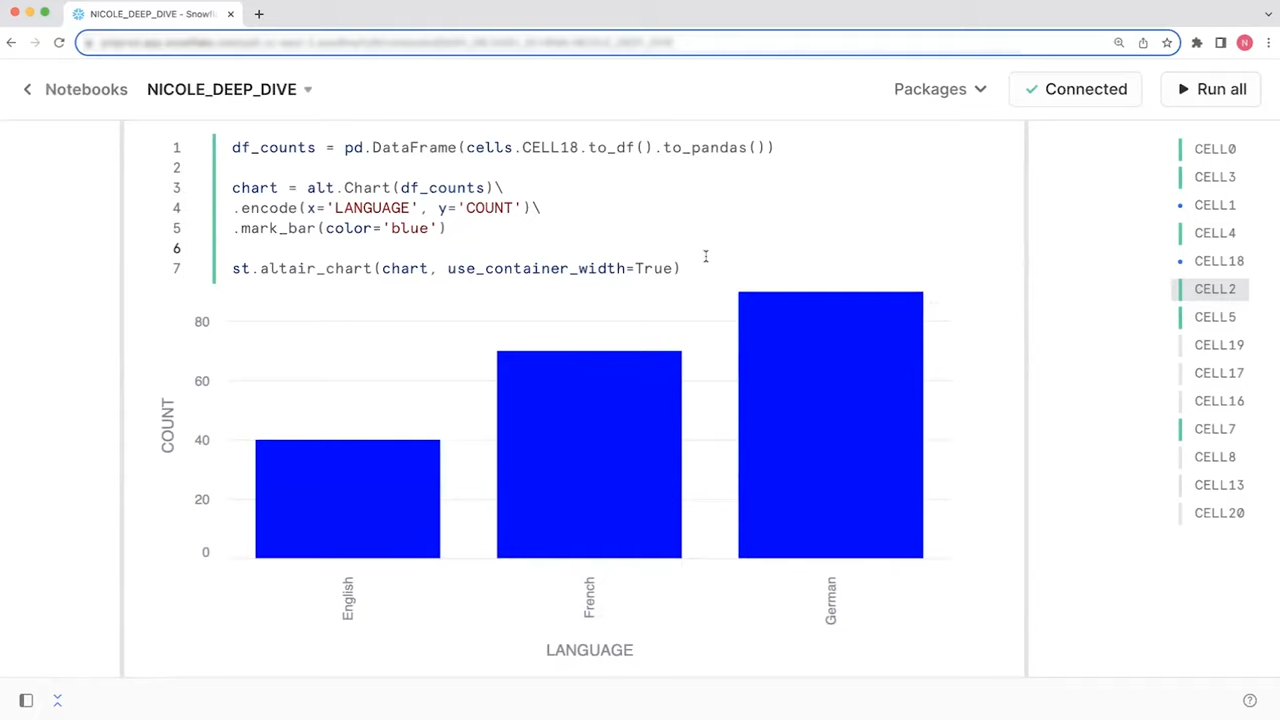 NICOLE_DEEP_DIVE - Snowfl
N
Notebooks NICOLE_DEEP_DIVE Packages Connected Run all
1 df_counts = pd.DataFrame(cells.CELL18.to_df().to_pandas())
2
3 chart = alt.Chart(df_counts)\
4 .encode(x='LANGUAGE', y='COUNT')\
5 .mark_bar(color='blue')
6
7 st.altair_chart(chart, use_container_width=True)
80
60
40
20
0
COUNT
English French German
LANGUAGE
CELL0
CELL3
CELL1
CELL4
CELL18
CELL2
CELL5
CELL19
CELL17
CELL16
CELL7
CELL8
CELL13
CELL20